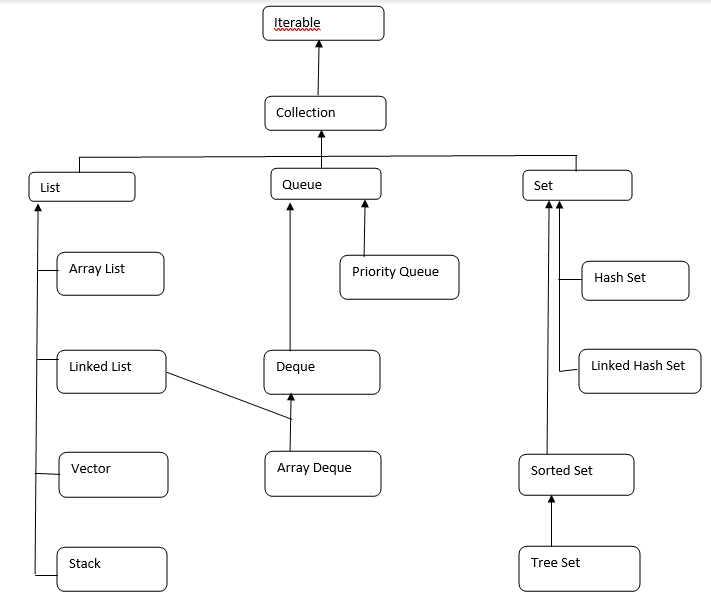 Iterable
Collection
List
Queue
Set
Array List
Priority Queue
Hash Set
Linked List
Deque
Linked Hash Set
Vector
Array Deque
Sorted Set
Stack
Tree Set